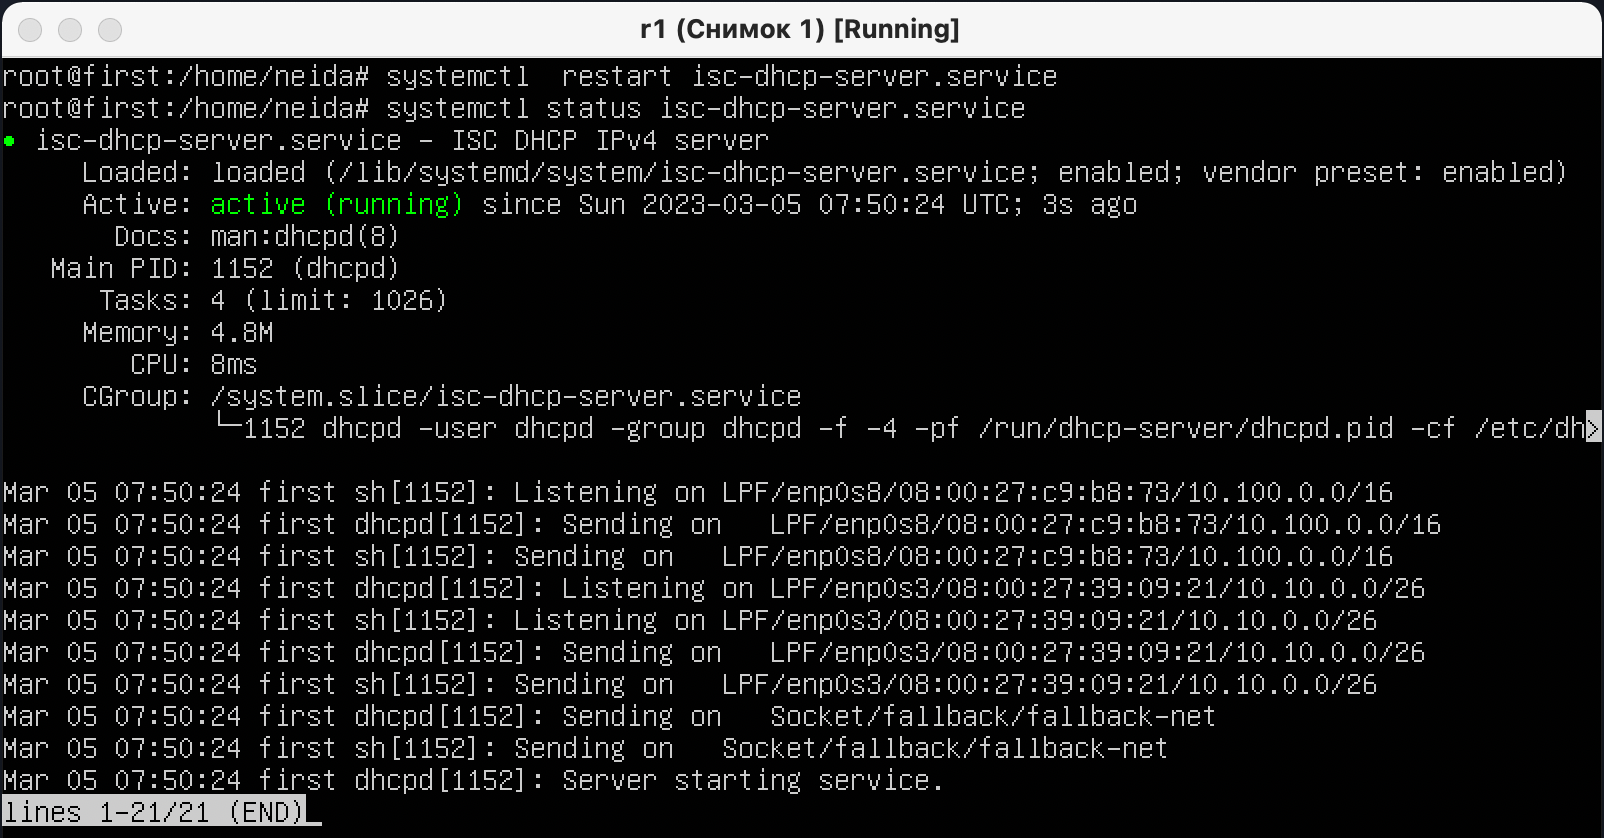 r1 (Снимок 1) [Running]
root@first:/home/neida# systemctl  restart isc-dhcp-server.service
root@first:/home/neida# systemctl status isc-dhcp-server.service
● isc-dhcp-server.service - ISC DHCP IPv4 server
     Loaded: loaded (/lib/systemd/system/isc-dhcp-server.service; enabled; vendor preset: enabled)
     Active: active (running) since Sun 2023-03-05 07:50:24 UTC; 3s ago
       Docs: man:dhcpd(8)
   Main PID: 1152 (dhcpd)
      Tasks: 4 (limit: 1026)
     Memory: 4.8M
        CPU: 8ms
     CGroup: /system.slice/isc-dhcp-server.service
             └─1152 dhcpd -user dhcpd -group dhcpd -f -4 -pf /run/dhcp-server/dhcpd.pid -cf /etc/dh>
Mar 05 07:50:24 first sh[1152]: Listening on LPF/enp0s8/08:00:27:c9:b8:73/10.100.0.0/16
Mar 05 07:50:24 first dhcpd[1152]: Sending on   LPF/enp0s8/08:00:27:c9:b8:73/10.100.0.0/16
Mar 05 07:50:24 first sh[1152]: Sending on   LPF/enp0s8/08:00:27:c9:b8:73/10.100.0.0/16
Mar 05 07:50:24 first dhcpd[1152]: Listening on LPF/enp0s3/08:00:27:39:09:21/10.10.0.0/26
Mar 05 07:50:24 first sh[1152]: Listening on LPF/enp0s3/08:00:27:39:09:21/10.10.0.0/26
Mar 05 07:50:24 first dhcpd[1152]: Sending on   LPF/enp0s3/08:00:27:39:09:21/10.10.0.0/26
Mar 05 07:50:24 first sh[1152]: Sending on   LPF/enp0s3/08:00:27:39:09:21/10.10.0.0/26
Mar 05 07:50:24 first dhcpd[1152]: Sending on   Socket/fallback/fallback-net
Mar 05 07:50:24 first sh[1152]: Sending on   Socket/fallback/fallback-net
Mar 05 07:50:24 first dhcpd[1152]: Server starting service.
lines 1-21/21 (END)